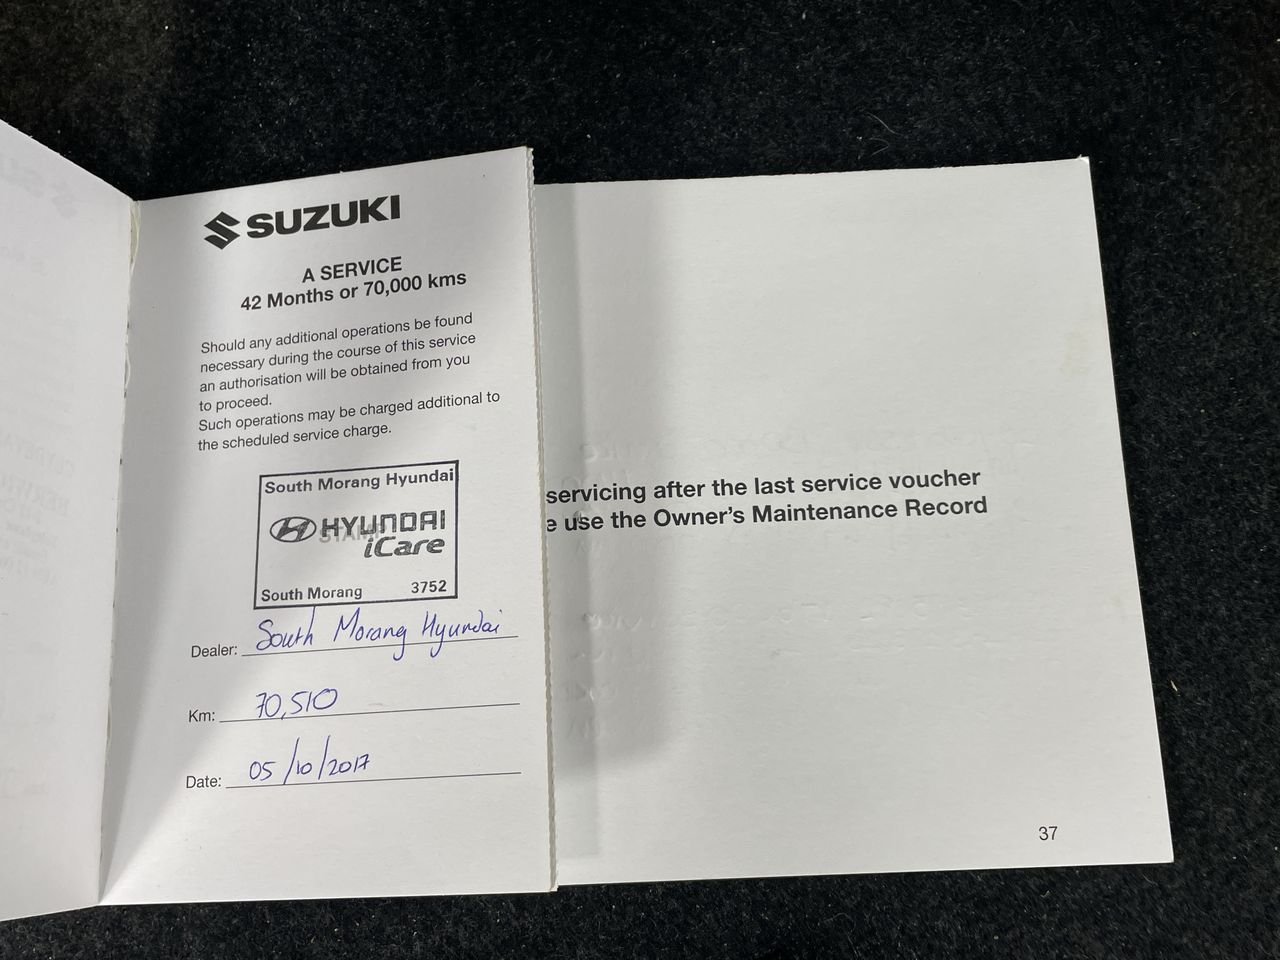 SUZUKI
A SERVICE
42 Months or 70,000 kms
Should any additional operations be found
necessary during the course of this service
an authorisation will be obtained from you
to proceed.
Such operations may be charged additional to
the scheduled service charge.
South Morang Hyundai
HYUNDAI
STAMP
iCare
South Morang 3752
Dealer: South Morang Hyundai
Km: 70,510
Date: 05/10/2017
servicing after the last service voucher
e use the Owner's Maintenance Record
37